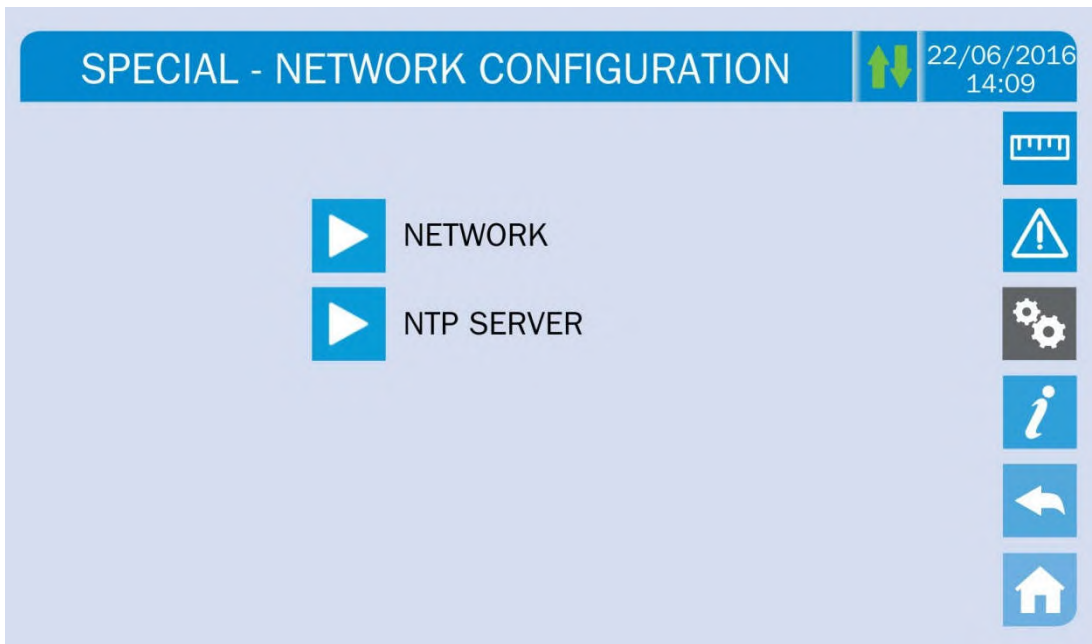 SPECIAL - NETWORK CONFIGURATION
22/06/2016
14:09
NETWORK
NTP SERVER